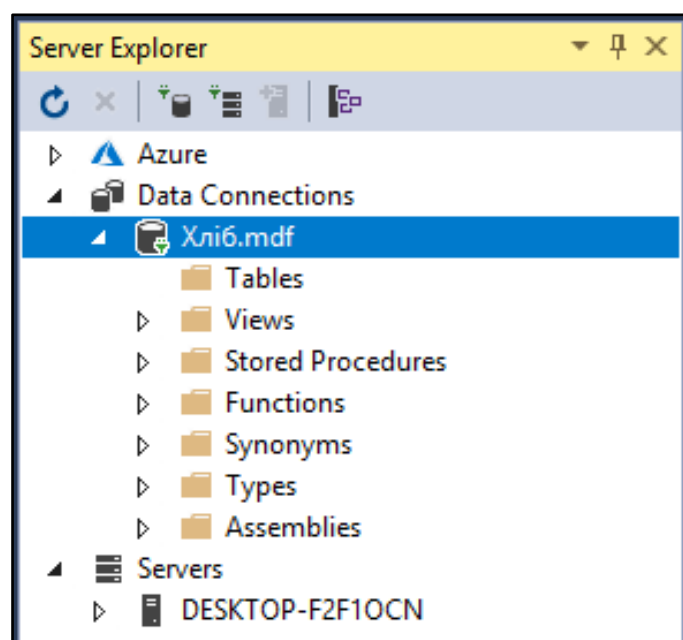 Server Explorer
Azure
Data Connections
Хліб.mdf
Tables
Views
Stored Procedures
Functions
Synonyms
Types
Assemblies
Servers
DESKTOP-F2F1OCN